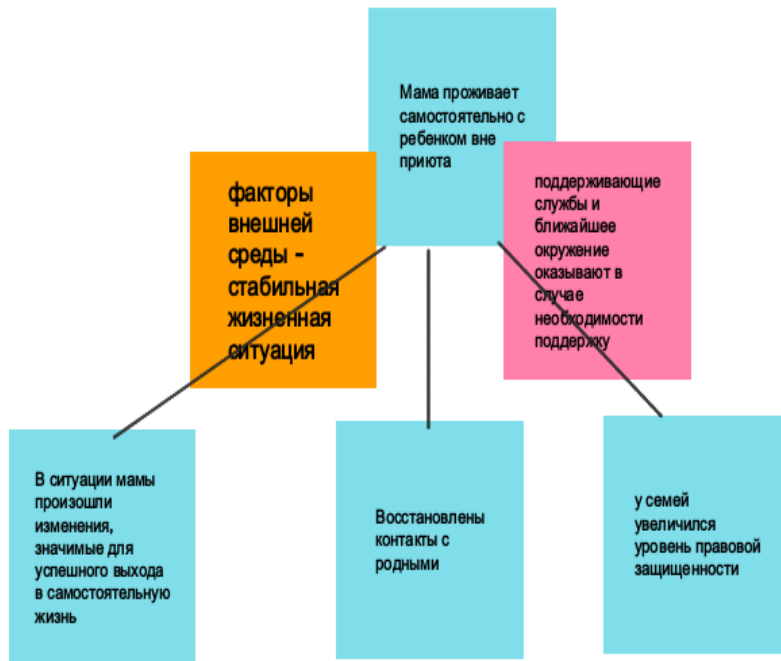 Мама проживает
самостоятельно с
ребенком вне
приюта
факторы
внешней
среды -
стабильная
жизненная
ситуация
поддерживающие
службы и
ближайшее
окружение
оказывают в
случае
необходимости
поддержку
В ситуации мамы
произошли
изменения,
значимые для
успешного выхода
в самостоятельную
жизнь
Восстановлены
контакты с
родными
у семей
увеличился
уровень правовой
защищенности